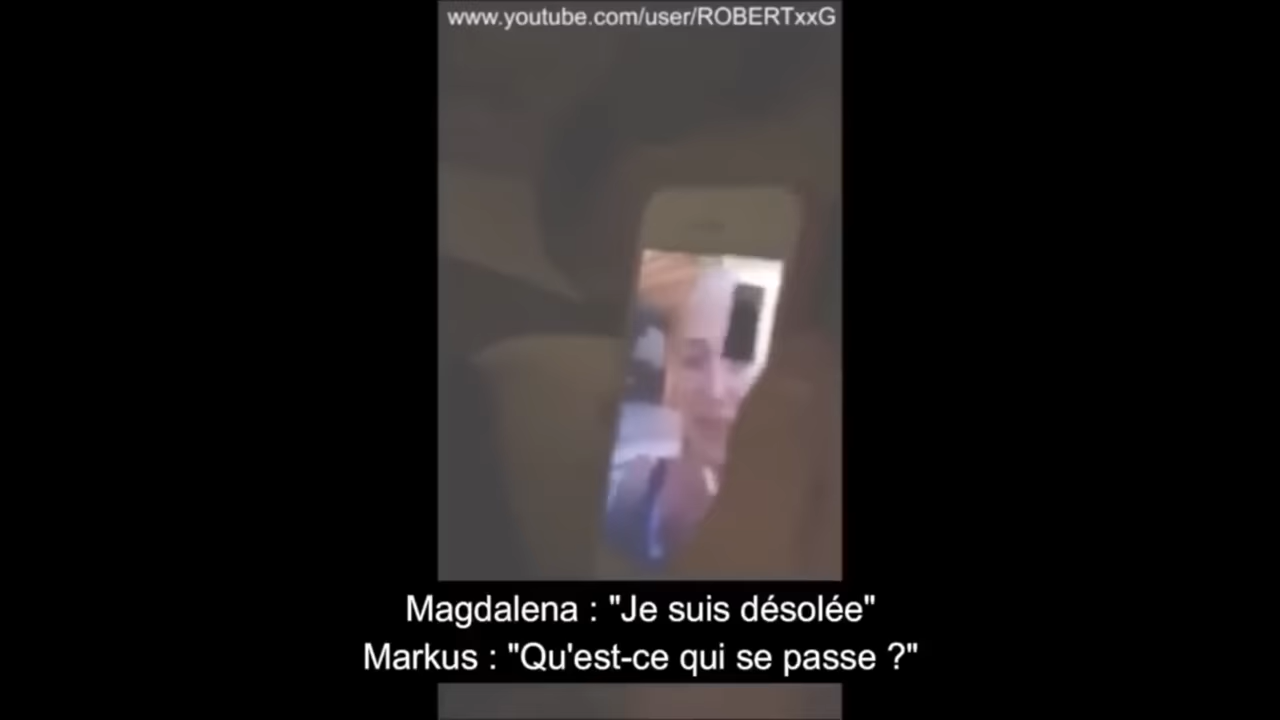 www.youtube.com/user/ROBERTxxG
Magdalena : "Je suis désolée"
Markus : "Qu'est-ce qui se passe ?"